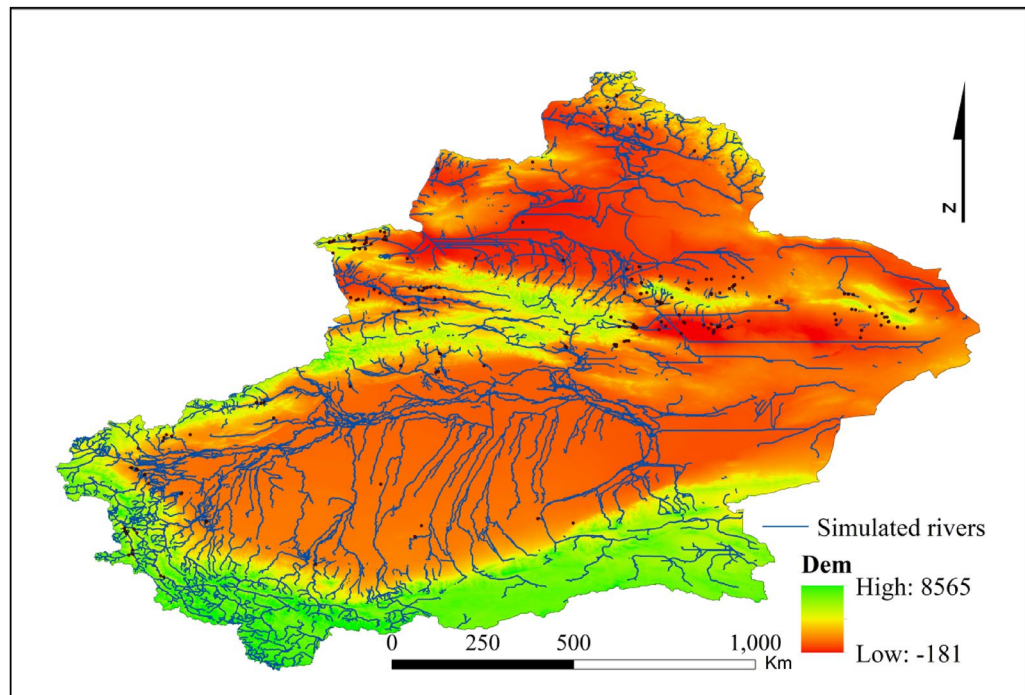 N
Simulated rivers
Dem
High: 8565
Low: -181
0 250 500 1,000
Km